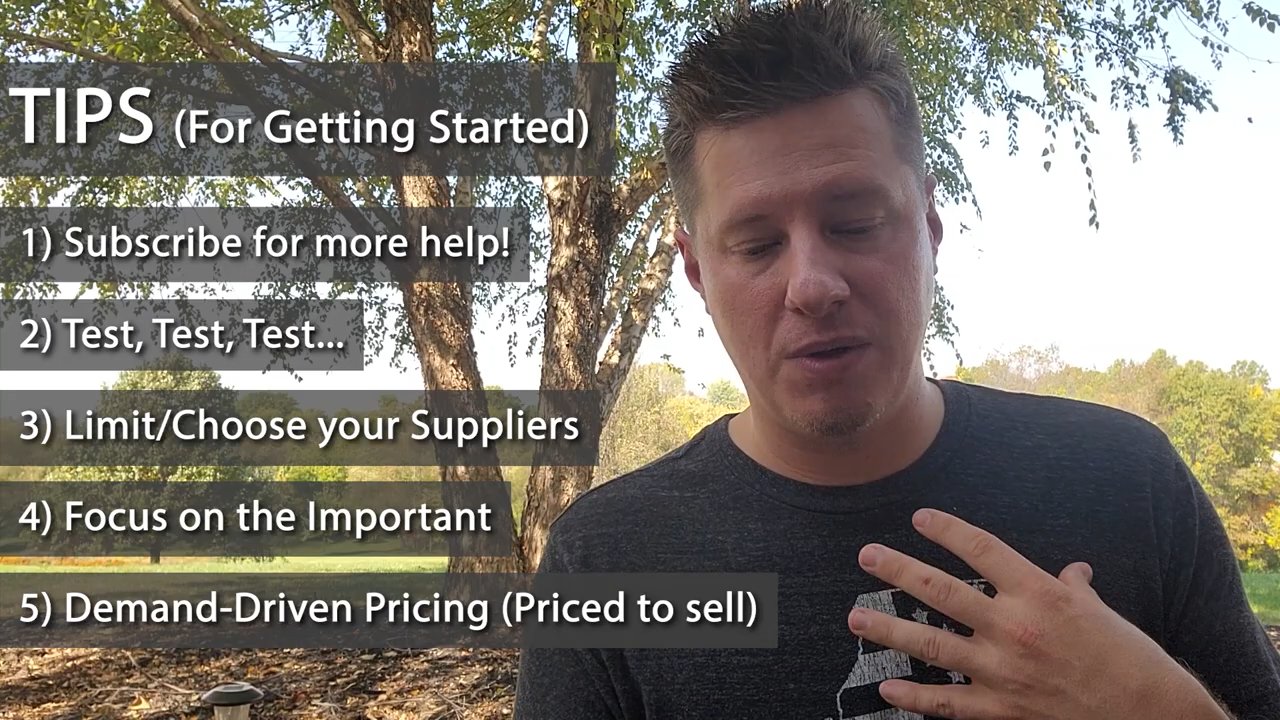 TIPS (For Getting Started)
1) Subscribe for more help!
2) Test, Test, Test...
3) Limit/Choose your Suppliers
4) Focus on the Important
5) Demand-Driven Pricing (Priced to sell)